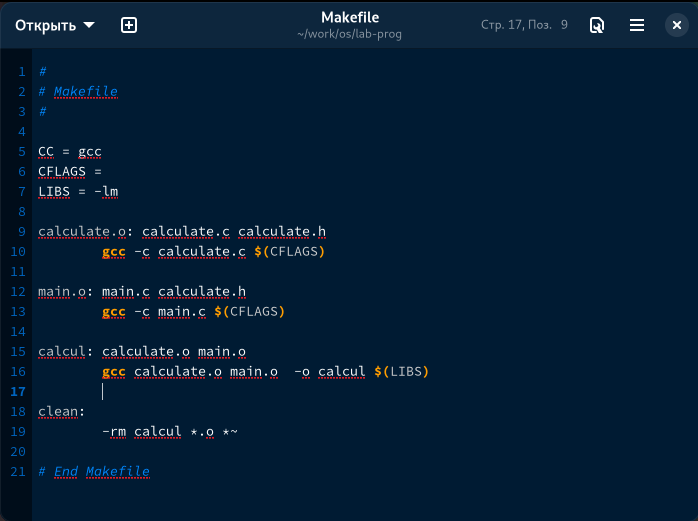 Открыть
Makefile
~/work/os/lab-prog
Стр. 17, Поз. 9
1 #
2 # Makefile
3 #
4
5 CC = gcc
6 CFLAGS =
7 LIBS = -lm
8
9 calculate.o: calculate.c calculate.h
10 gcc -c calculate.c $(CFLAGS)
11
12 main.o: main.c calculate.h
13 gcc -c main.c $(CFLAGS)
14
15 calcul: calculate.o main.o
16 gcc calculate.o main.o  -o calcul $(LIBS)
17
18 clean:
19 -rm calcul *.o *~
20
21 # End Makefile